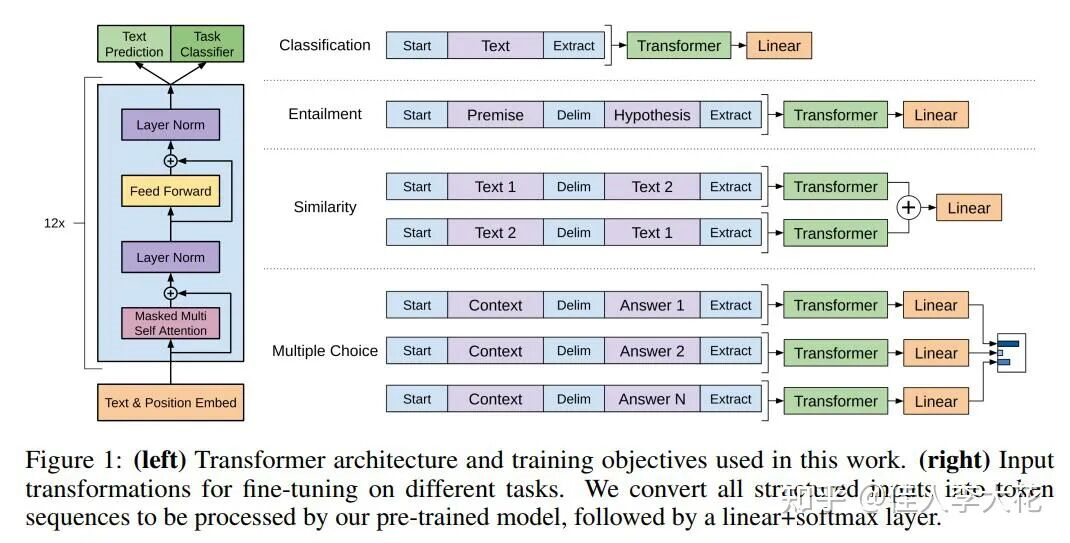 Text Prediction
Task Classifier
12x
Layer Norm
Feed Forward
Layer Norm
Masked Multi Self Attention
Text & Position Embed
Classification
Start Text Extract Transformer Linear
Entailment
Start Premise Delim Hypothesis Extract Transformer Linear
Similarity
Start Text 1 Delim Text 2 Extract Transformer
Start Text 2 Delim Text 1 Extract Transformer
Linear
Multiple Choice
Start Context Delim Answer 1 Extract Transformer Linear
Start Context Delim Answer 2 Extract Transformer Linear
Start Context Delim Answer N Extract Transformer Linear
Figure 1: (left) Transformer architecture and training objectives used in this work. (right) Input
transformations for fine-tuning on different tasks. We convert all structured inputs into token
sequences to be processed by our pre-trained model, followed by a linear+softmax layer.
知乎 @佳人李大花